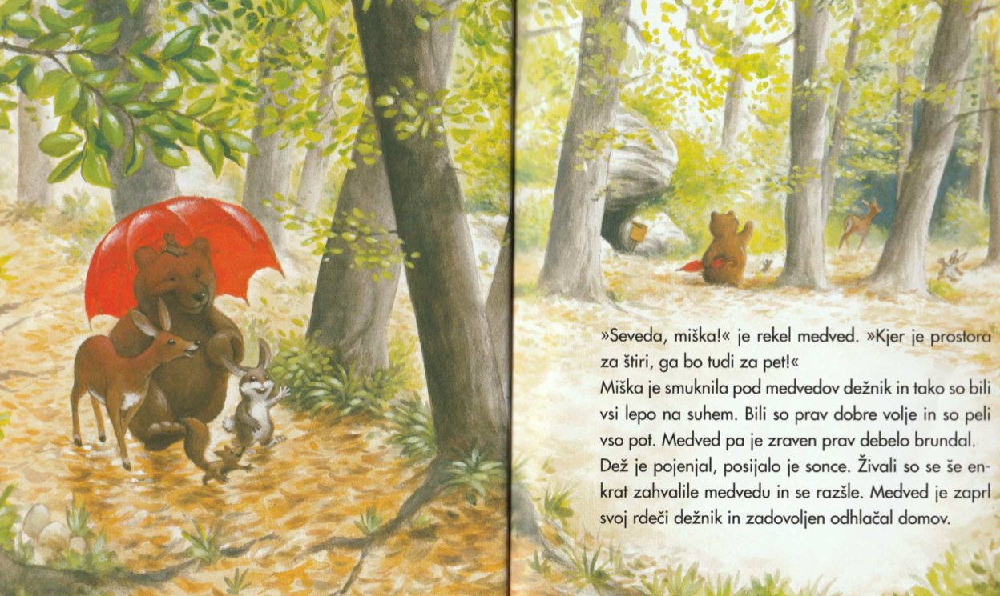 »Seveda, miška!« je rekel medved. »Kjer je prostora
za štiri, ga bo tudi za pet!«
Miška je smuknila pod medvedov dežnik in tako so bili
vsi lepo na suhem. Bili so prav dobre volje in so peli
vso pot. Medved pa je zraven prav debelo brundal.
Dež je pojenjal, posijalo je sonce. Živali so se še en-
krat zahvalile medvedu in se razšle. Medved je zaprl
svoj rdeči dežnik in zadovoljen odhlačal domov.